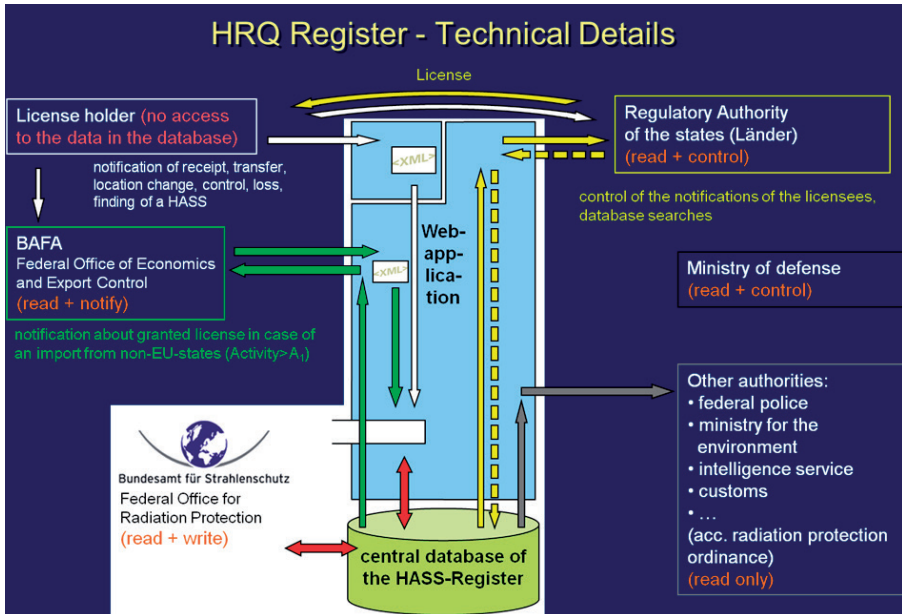 HRQ Register - Technical Details
License
License holder (no access
to the data in the database)
notification of receipt, transfer,
location change, control, loss,
finding of a HASS
BAFA
Federal Office of Economics
and Export Control
(read + notify)
notification about granted license in case of
an import from non-EU-states (Activity>A₁)
Bundesamt für Strahlenschutz
Federal Office for
Radiation Protection
(read + write)
<XML>
<XML>
Web-
app-
lica-
tion
central database of
the HASS-Register
Regulatory Authority
of the states (Länder)
(read + control)
control of the notifications of the licensees,
database searches
Ministry of defense
(read + control)
Other authorities:
• federal police
• ministry for the
environment
• intelligence service
• customs
• …
(acc. radiation protection
ordinance)
(read only)